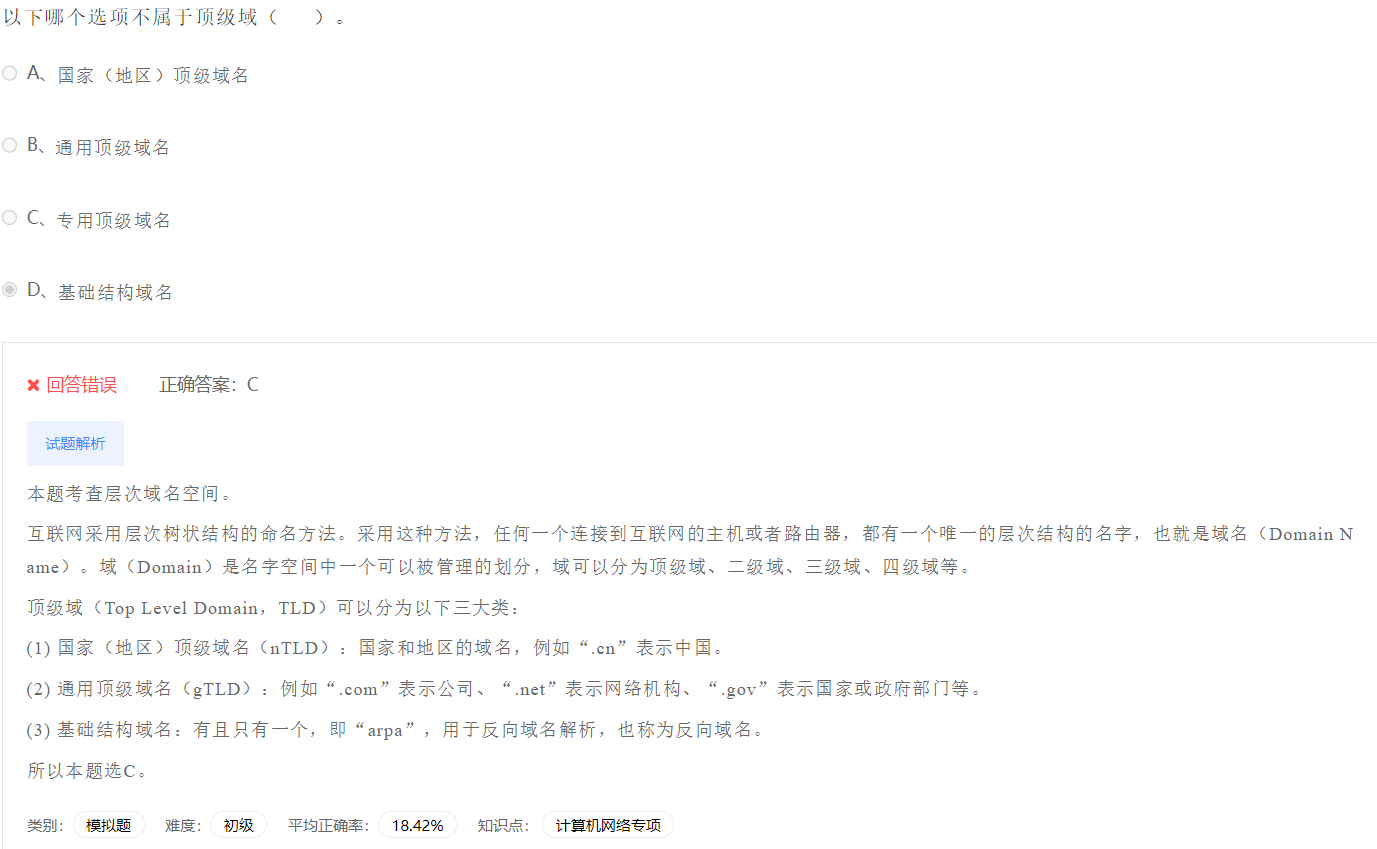 以下哪个选项不属于顶级域（　　）。
A、国家（地区）顶级域名
B、通用顶级域名
C、专用顶级域名
D、基础结构域名
✖ 回答错误 正确答案：C
试题解析
本题考查层次域名空间。
互联网采用层次树状结构的命名方法。采用这种方法，任何一个连接到互联网的主机或者路由器，都有一个唯一的层次结构的名字，也就是域名（Domain N
ame）。域（Domain）是名字空间中一个可以被管理的划分，域可以分为顶级域、二级域、三级域、四级域等。
顶级域（Top Level Domain，TLD）可以分为以下三大类：
(1) 国家（地区）顶级域名（nTLD）：国家和地区的域名，例如“.cn”表示中国。
(2) 通用顶级域名（gTLD）：例如“.com”表示公司、“.net”表示网络机构、“.gov”表示国家或政府部门等。
(3) 基础结构域名：有且只有一个，即“arpa”，用于反向域名解析，也称为反向域名。
所以本题选C。
类别： 模拟题 难度： 初级 平均正确率： 18.42% 知识点： 计算机网络专项